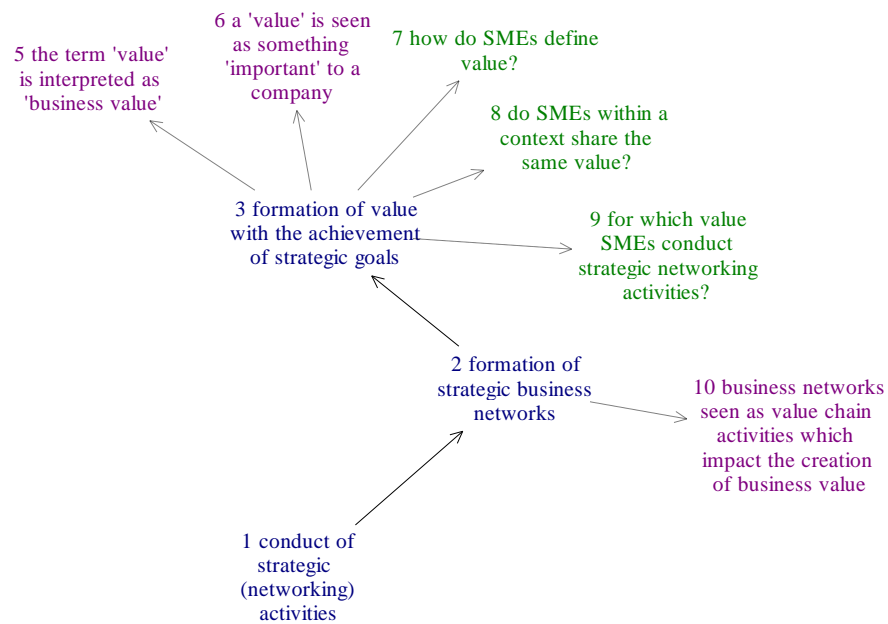 6 a 'value' is seen
as something
'important' to a
company
5 the term 'value'
is interpreted as
'business value'
7 how do SMEs define
value?
8 do SMEs within a
context share the
same value?
3 formation of value
with the achievement
of strategic goals
9 for which value
SMEs conduct
strategic networking
activities?
2 formation of
strategic business
networks
10 business networks
seen as value chain
activities which
impact the creation
of business value
1 conduct of
strategic
(networking)
activities